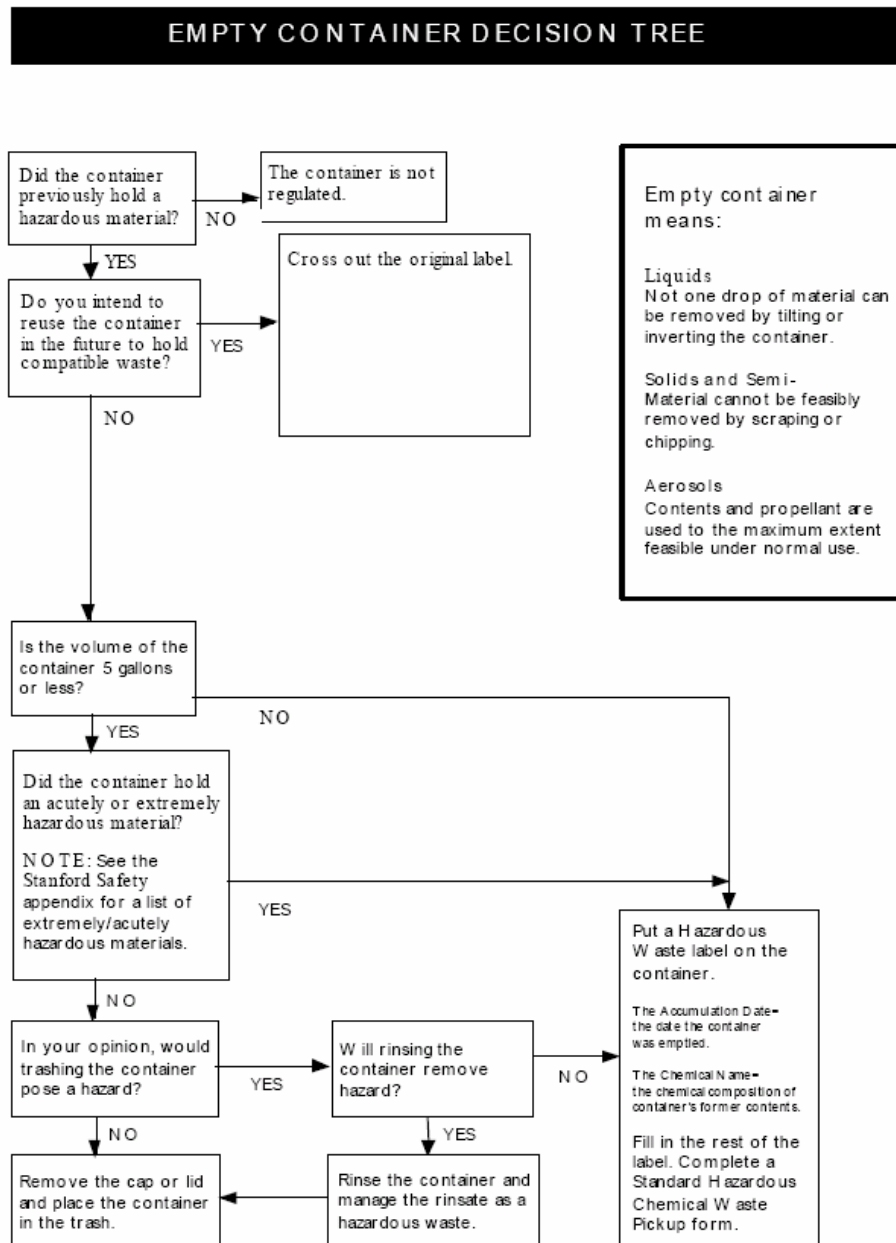 EMPTY CONTAINER DECISION TREE
Did the container
previously hold a
hazardous material?
NO
The container is not
regulated.
YES
Do you intend to
reuse the container
in the future to hold
compatible waste?
YES
Cross out the original label.
NO
Empty container
means:
Liquids
Not one drop of material can
be removed by tilting or
inverting the container.
Solids and Semi-
Material cannot be feasibly
removed by scraping or
chipping.
Aerosols
Contents and propellant are
used to the maximum extent
feasible under normal use.
Is the volume of the
container 5 gallons
or less?
NO
YES
Did the container hold
an acutely or extremely
hazardous material?
NOTE: See the
Stanford Safety
appendix for a list of
extremely/acutely
hazardous materials.
YES
NO
In your opinion, would
trashing the container
pose a hazard?
YES
Will rinsing the
container remove
hazard?
NO
Put a Hazardous
Waste label on the
container.
The Accumulation Date-
the date the container
was emptied.
The Chemical Name-
the chemical composition of
container's former contents.
Fill in the rest of the
label. Complete a
Standard Hazardous
Chemical Waste
Pickup form.
NO
YES
Remove the cap or lid
and place the container
in the trash.
Rinse the container and
manage the rinsate as a
hazardous waste.